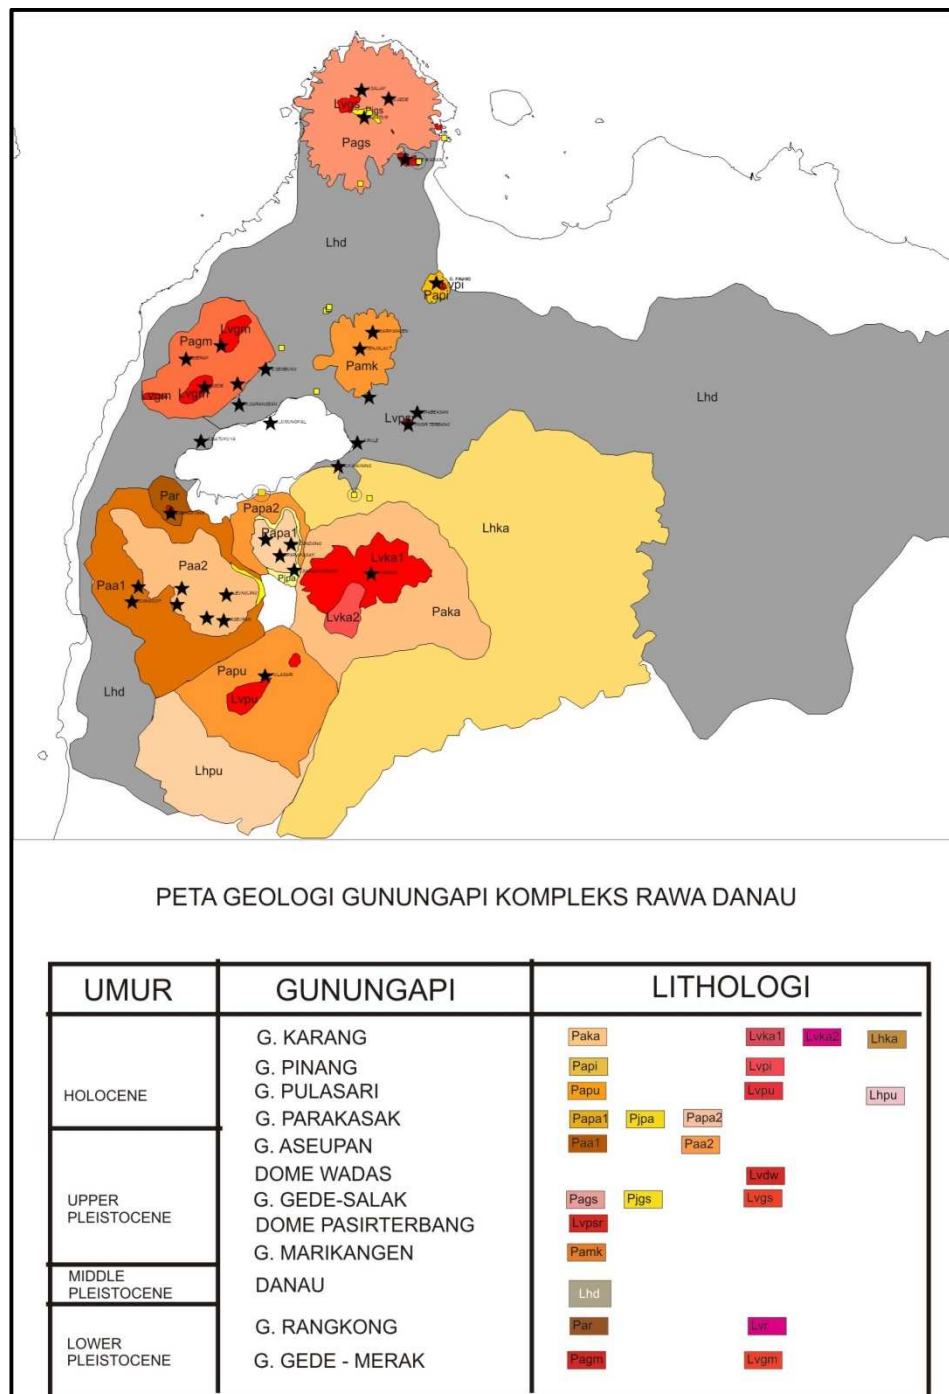 Lvgs
Pjgs
Pags
Lhd
Lvpi
Papi
Lvgm
Pagm
Pamk
Lvgm
Lvgm
Lvps
Lhd
Par
Papa2
Lhka
Papa1
Lvka1
Paa2
Pjpa
Paa1
Lvka2
Paka
Papu
Lhd
Lvpu
Lhpu
PETA GEOLOGI GUNUNGAPI KOMPLEKS RAWA DANAU
UMUR GUNUNGAPI LITHOLOGI
HOLOCENE
G. KARANG Paka Lvka1 Lvka2 Lhka
G. PINANG Papi Lvpi
G. PULASARI Papu Lvpu Lhpu
G. PARAKASAK Papa1 Pjpa Papa2
UPPER
PLEISTOCENE
G. ASEUPAN Paa1 Paa2
DOME WADAS Lvdw
G. GEDE-SALAK Pags Pjgs Lvgs
DOME PASIRTERBANG Lvpsr
G. MARIKANGEN Pamk
MIDDLE
PLEISTOCENE
DANAU Lhd
LOWER
PLEISTOCENE
G. RANGKONG Par Lvr
G. GEDE - MERAK Pagm Lvgm